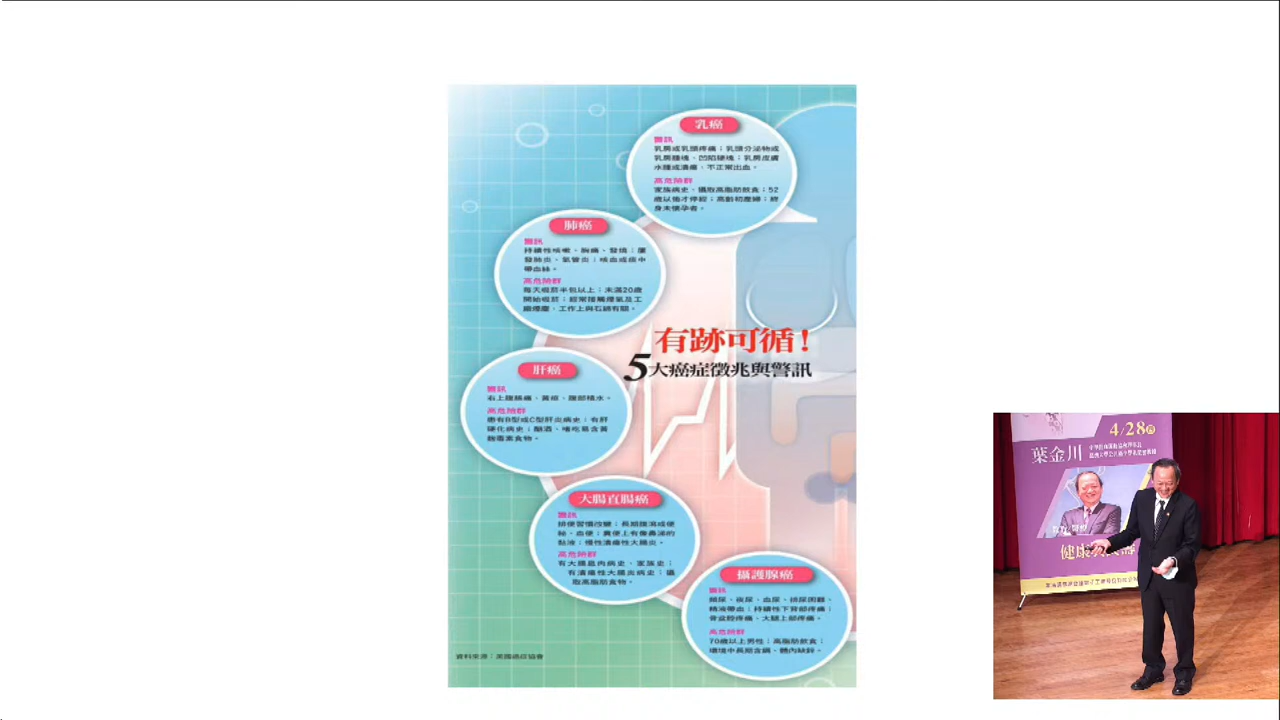 乳癌
警訊
乳房或乳頭疼痛；乳頭分泌物或
乳房腫塊、凹陷硬塊；乳房皮膚
水腫或潰瘍、不正常出血。
高危險群
家族病史、攝取高脂肪飲食；52
歲以後才停經；高齡初產婦；終
身未懷孕者。
肺癌
警訊
持續性咳嗽、胸痛、發燒；屢
發肺炎、氣管炎；咳血或痰中
帶血絲。
高危險群
每天吸菸半包以上；未滿20歲
開始吸菸；經常接觸煙氣及工
廠煙塵、工作上與石綿有關。
有跡可循！
5大癌症徵兆與警訊
肝癌
警訊
右上腹脹痛、黃疸、腹部積水。
高危險群
患有B型或C型肝炎病史；有肝
硬化病史；酗酒、嗜吃易含黃
麴毒素食物。
大腸直腸癌
警訊
排便習慣改變；長期腹瀉或便
秘、血便；糞便上有像鼻涕的
黏液；慢性潰瘍性大腸炎。
高危險群
有大腸息肉病史、家族史；
有潰瘍性大腸炎病史；攝
取高脂肪食物。
攝護腺癌
警訊
頻尿、夜尿、血尿、排尿困難、
精液帶血；持續性下背部疼痛；
骨盆腔疼痛、大腿上部疼痛。
高危險群
70歲以上男性；高脂肪飲食；
環境中長期含鎘、體內缺鋅。
資料來源：美國癌症協會
4/28
葉金川
健康